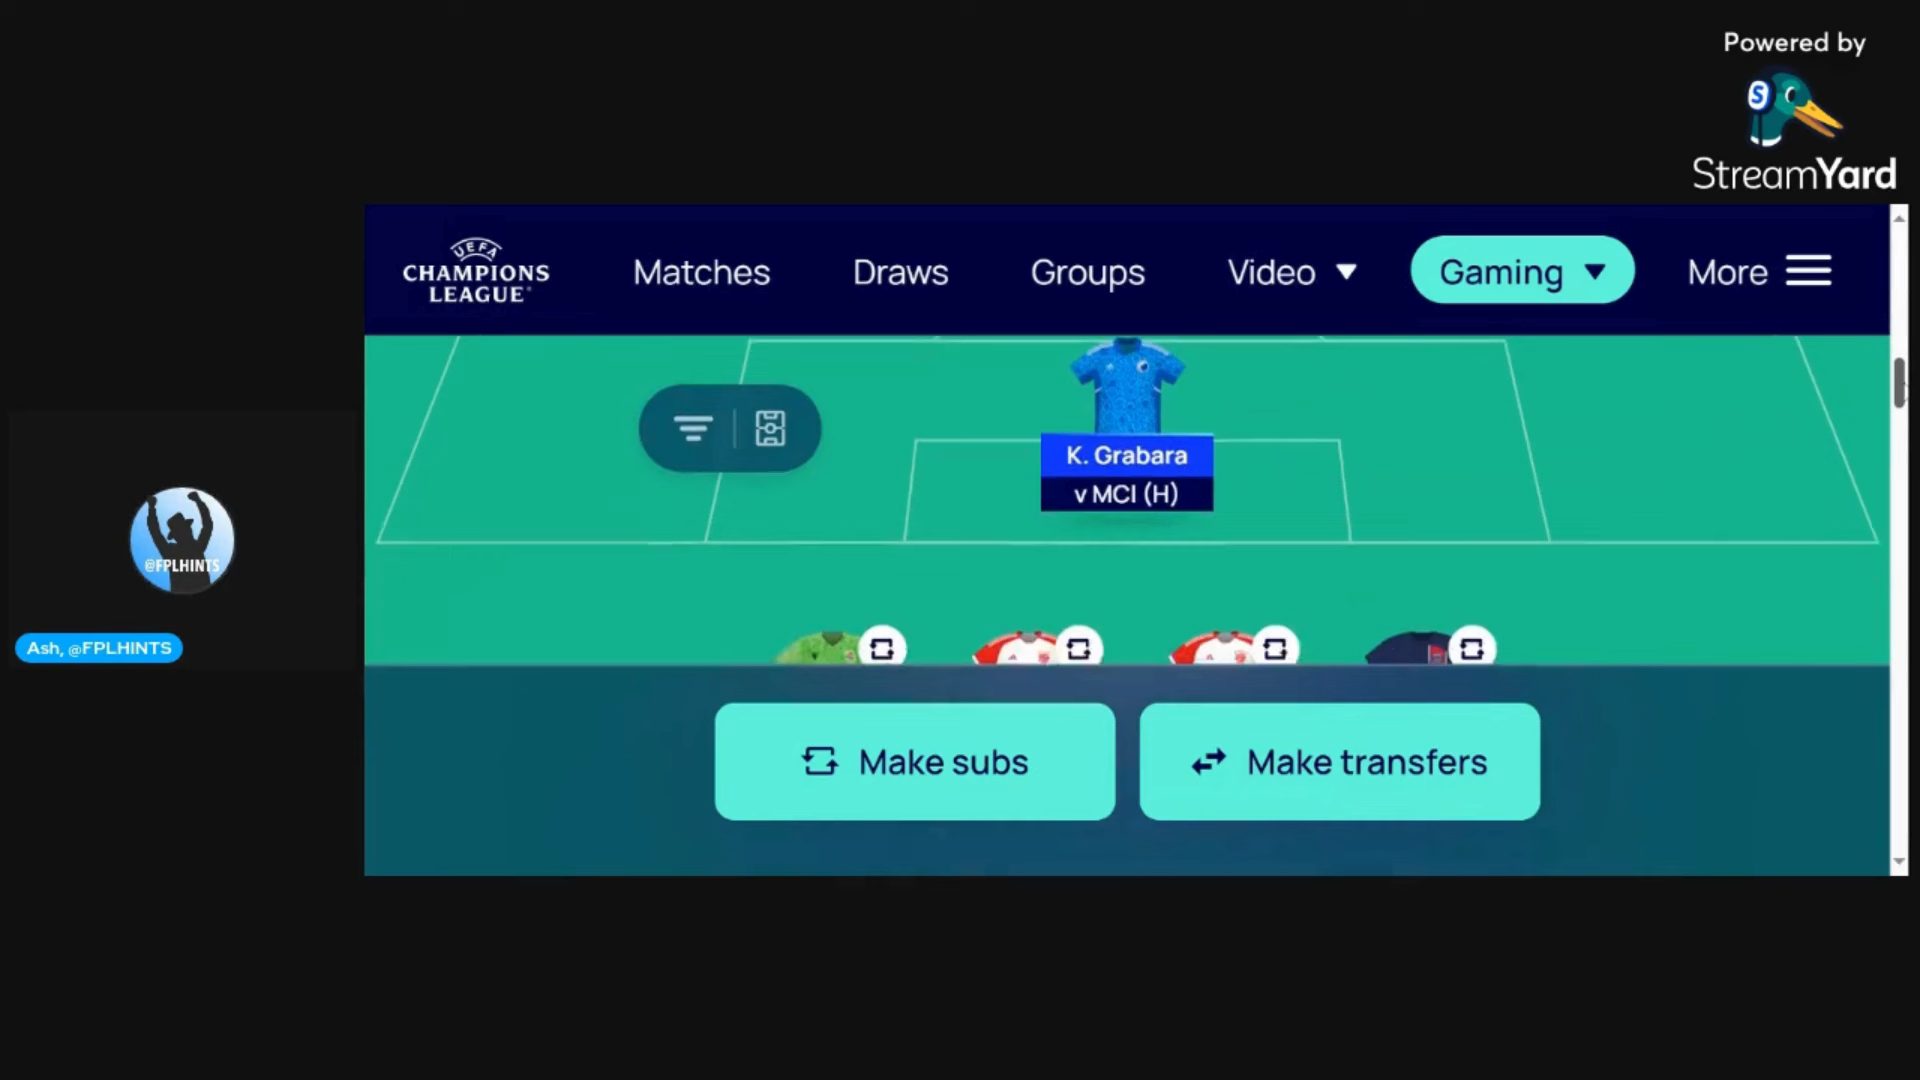 Powered by
S
StreamYard
UEFA
CHAMPIONS
LEAGUE
Matches
Draws
Groups
Video
Gaming
More
K. Grabara
v MCI (H)
@FPLHINTS
Ash, @FPLHINTS
Make subs
Make transfers